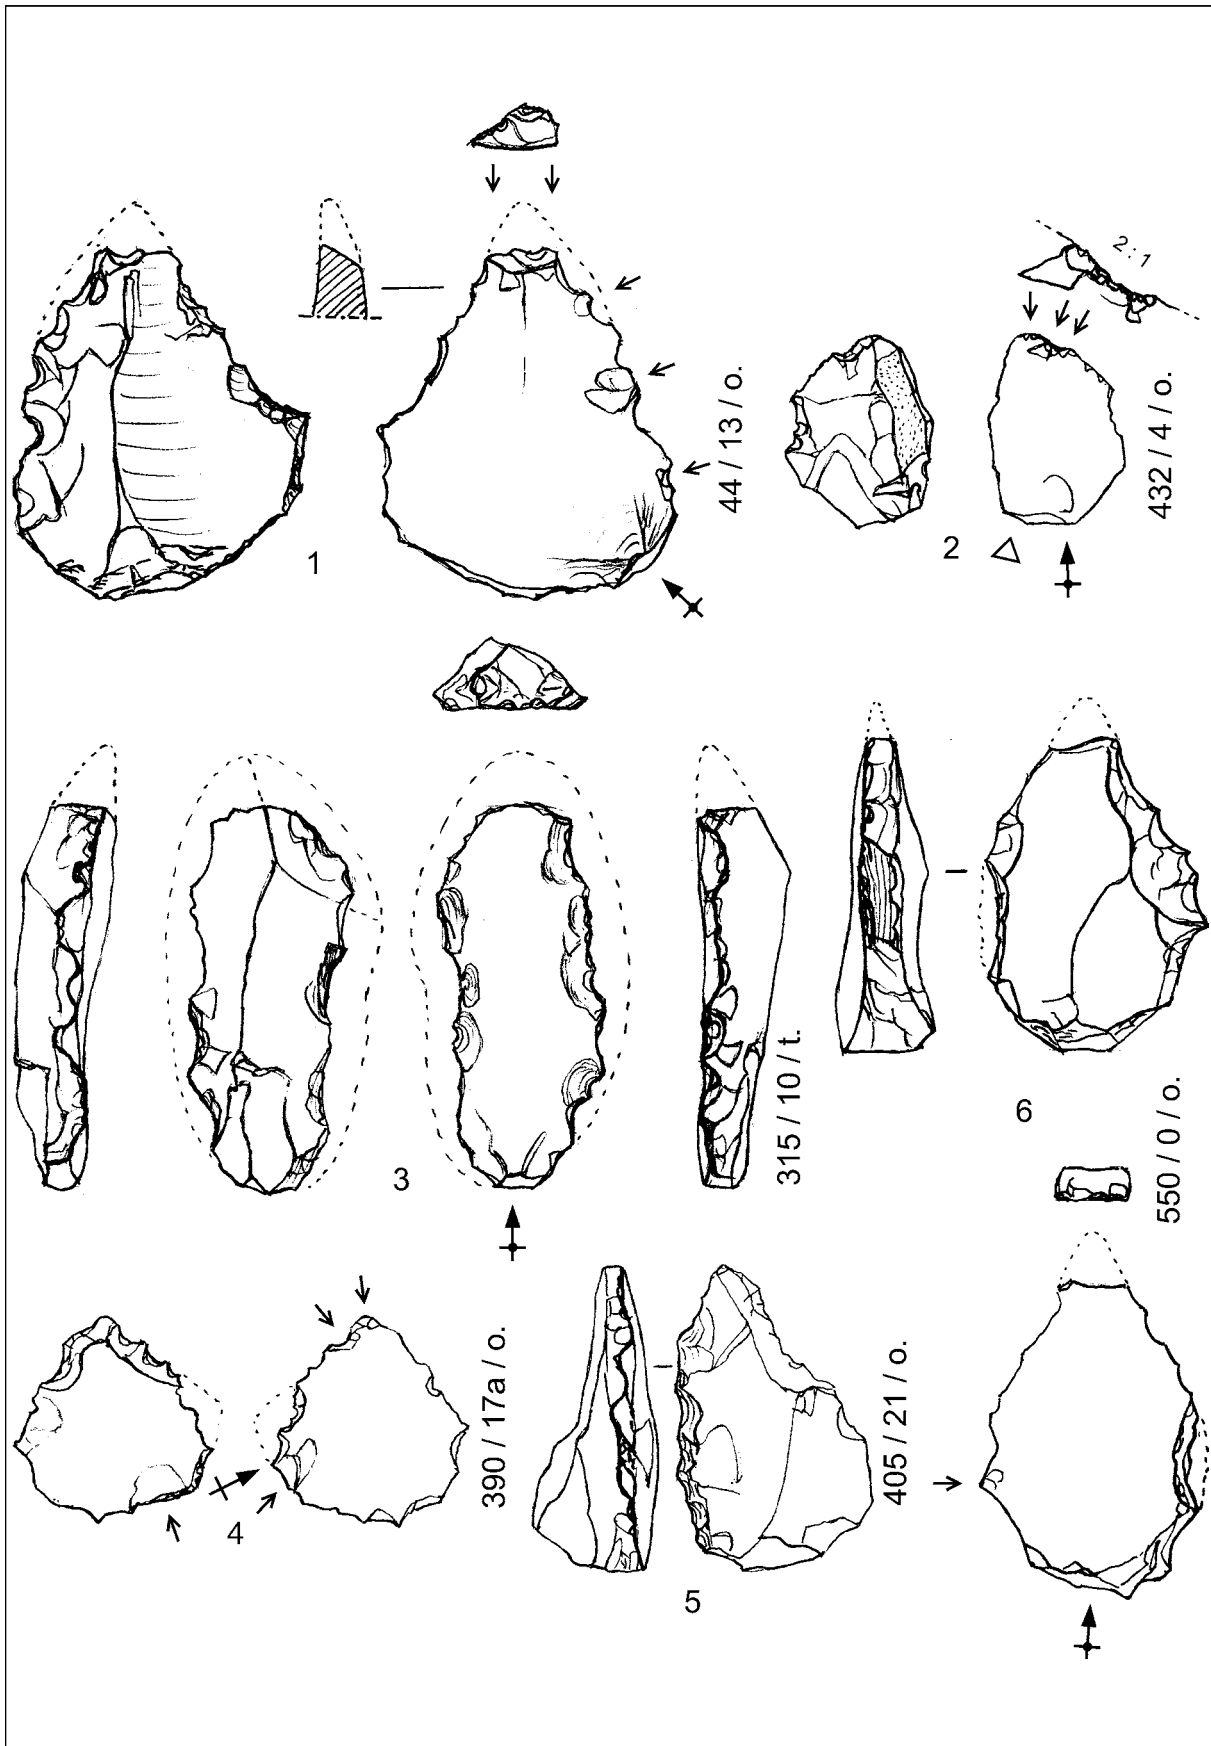 1
44 / 13 / o.
2
2 : 1
432 / 4 / o.
3
315 / 10 / t.
6
550 / 0 / o.
4
390 / 17a / o.
5
405 / 21 / o.